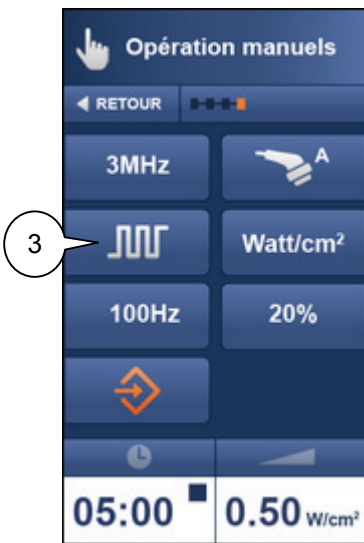 Opération manuels
RETOUR
3MHz
A
3
Watt/cm²
100Hz
20%
05:00
0.50 W/cm²